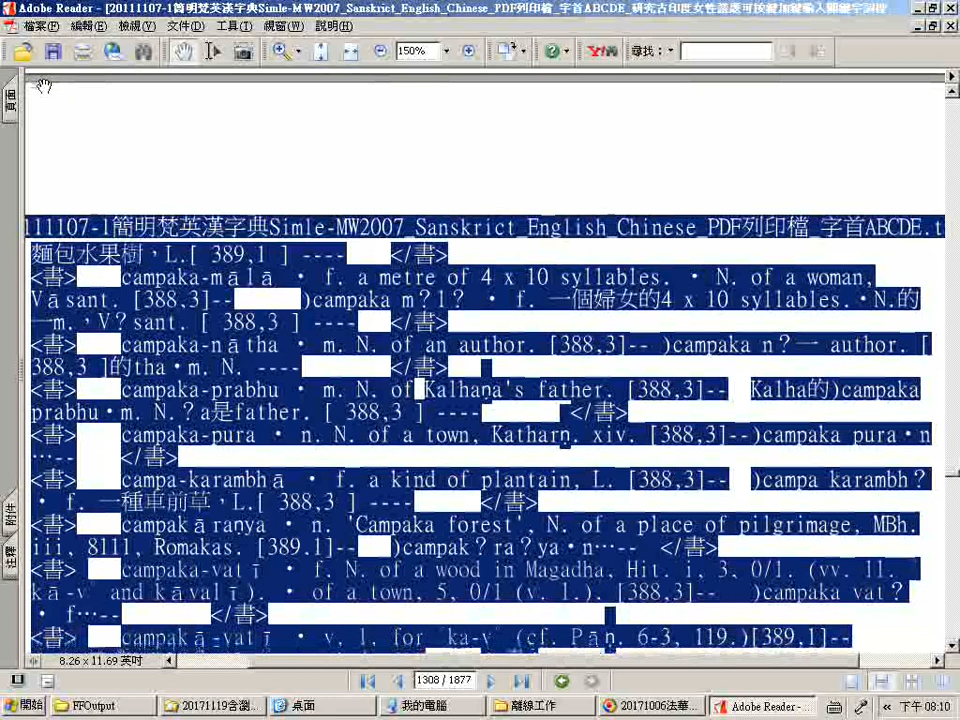 Adobe Reader - [20111107-1簡明梵英漢字典Simle-MW2007_Sanskrict_English_Chinese_PDF列印檔_字首ABCDE_研究古印度女性議題可按鍵輸入關鍵字詞
檔案(F) 編輯(E) 檢視(V) 文件(D) 工具(T) 視窗(W) 說明(H)
150% 尋找:
頁面
111107-1簡明梵英漢字典Simle-MW2007_Sanskrict_English_Chinese_PDF列印檔_字首ABCDE.t
麵包水果樹，L.[ 389,1 ] ---- </書>
<書> campaka-mālā · f. a metre of 4 x 10 syllables. · N. of a woman,
Vāsant. [388,3]-- )campaka m?l? · f. 一個婦女的4 x 10 syllables.·N.的
一m.，V?sant. [ 388,3 ] ---- </書>
<書> campaka-nātha · m. N. of an author. [388,3]-- )campaka n?一 author. [
388,3 ]的tha·m. N. ---- </書>
<書> campaka-prabhu · m. N. of Kalhaṇa's father. [388,3]-- Kalha的)campaka
prabhu·m. N.?a是father. [ 388,3 ] ---- </書>
<書> campaka-pura · n. N. of a town, Katharṇ. xiv. [388,3]--)campaka pura·n
…-- </書>
<書> campa-karambhā · f. a kind of plantain, L. [388,3]-- )campa karambh?
· f. 一種車前草，L.[ 388,3 ] ---- </書>
<書> campakāranya · n. 'Campaka forest', N. of a place of pilgrimage, MBh.
iii, 8111, Romakas. [389.1]-- )campak?ra?ya·n…-- </書>
<書> campaka-vatī · f. N. of a wood in Magadha, Hit. i, 3, 0/1. (vv. ll.
kā-v and kāvalī). · of a town, 5, 0/1 (v. l.). [388,3]-- )campaka vat?
· f…-- </書>
<書> campakā-vatī · v. l. for ka-v (cf. Pāṇ. 6-3, 119.)[389,1]--
附件
注釋
8.26 x 11.69 英吋
1308 / 1877
開始 FFOutput 20171119含瀏... 桌面 我的電腦 離線工作 20171006法華... Adobe Reader - [... 下午 08:10